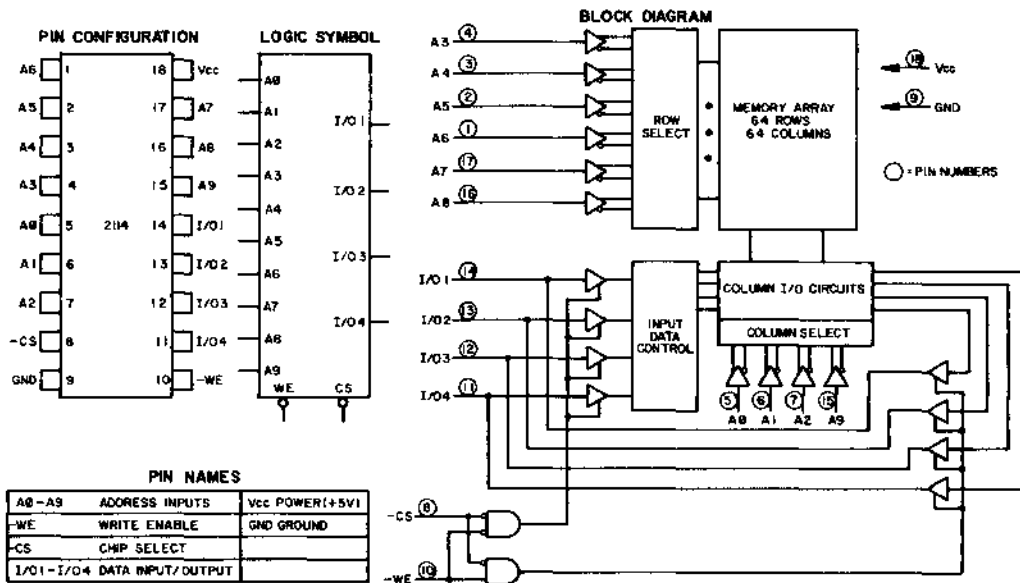 BLOCK DIAGRAM
PIN CONFIGURATION
LOGIC SYMBOL
A6 1 18 Vcc
A5 2 17 A7
A4 3 16 A8
A3 4 15 A9
A0 5 2114 14 I/O1
A1 6 13 I/O2
A2 7 12 I/O3
-CS 8 11 I/O4
GND 9 10 -WE
A0
A1
I/O1
A2
A3
I/O2
A4
A5
I/O3
A6
A7
I/O4
A8
A9
WE CS
A3 4
A4 3
A5 2
A6 1
A7 17
A8 16
ROW
SELECT
MEMORY ARRAY
64 ROWS
64 COLUMNS
18 Vcc
9 GND
=PIN NUMBERS
I/O1 14
I/O2 13
I/O3 12
I/O4 11
INPUT
DATA
CONTROL
COLUMN I/O CIRCUITS
COLUMN SELECT
5 6 7 15
A0 A1 A2 A9
-CS 8
-WE 10
PIN NAMES
A0-A9 ADDRESS INPUTS Vcc POWER(+5V)
-WE WRITE ENABLE GND GROUND
-CS CHIP SELECT
I/O1-I/O4 DATA INPUT/OUTPUT